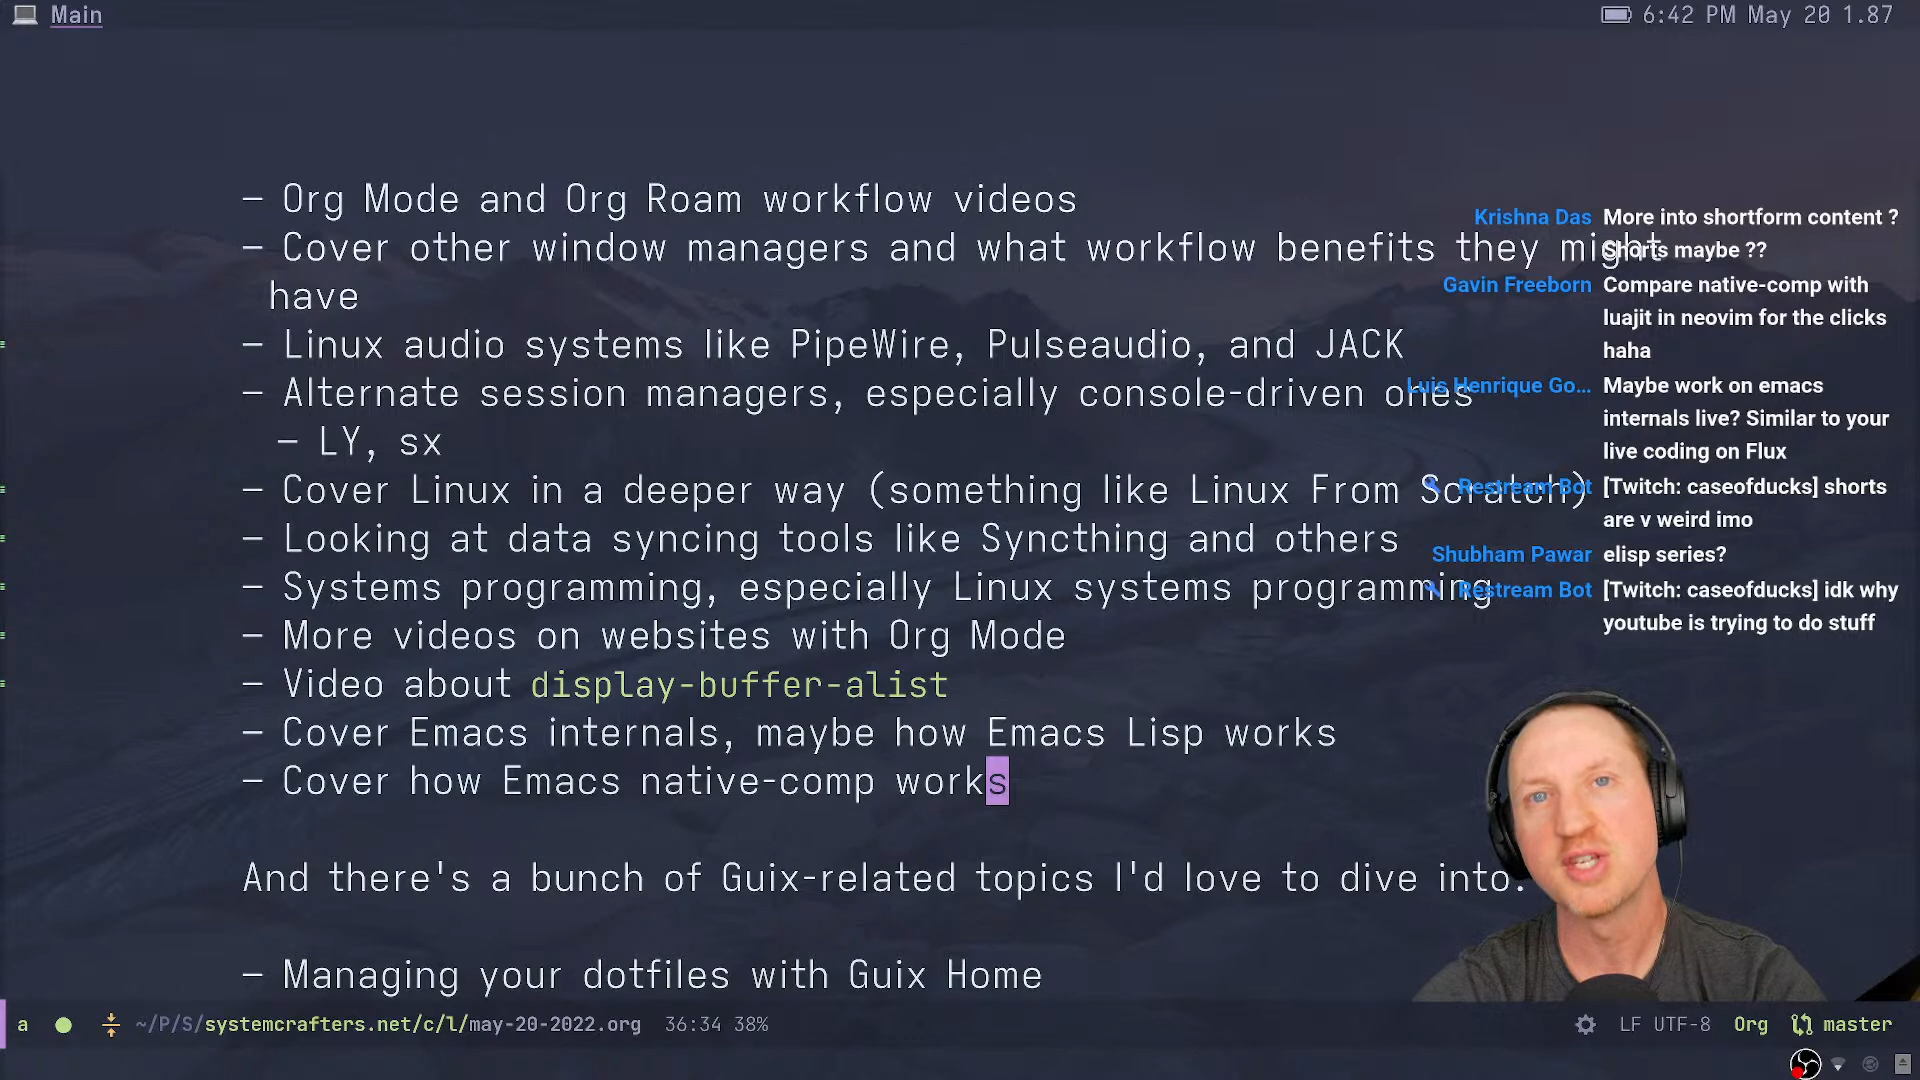 Main
6:42 PM May 20 1.87
– Org Mode and Org Roam workflow videos
– Cover other window managers and what workflow benefits they might
have
– Linux audio systems like PipeWire, Pulseaudio, and JACK
– Alternate session managers, especially console-driven ones
– LY, sx
– Cover Linux in a deeper way (something like Linux From Scratch)
– Looking at data syncing tools like Syncthing and others
– Systems programming, especially Linux systems programming
– More videos on websites with Org Mode
– Video about display-buffer-alist
– Cover Emacs internals, maybe how Emacs Lisp works
– Cover how Emacs native-comp works
And there's a bunch of Guix-related topics I'd love to dive into:
– Managing your dotfiles with Guix Home
Krishna Das More into shortform content ?
Shorts maybe ??
Gavin Freeborn Compare native-comp with
luajit in neovim for the clicks
haha
Luis Henrique Go... Maybe work on emacs
internals live? Similar to your
live coding on Flux
Restream Bot [Twitch: caseofducks] shorts
are v weird imo
Shubham Pawar elisp series?
Restream Bot [Twitch: caseofducks] idk why
youtube is trying to do stuff
a ~/P/S/systemcrafters.net/c/l/may-20-2022.org 36:34 38%
LF UTF-8 Org master